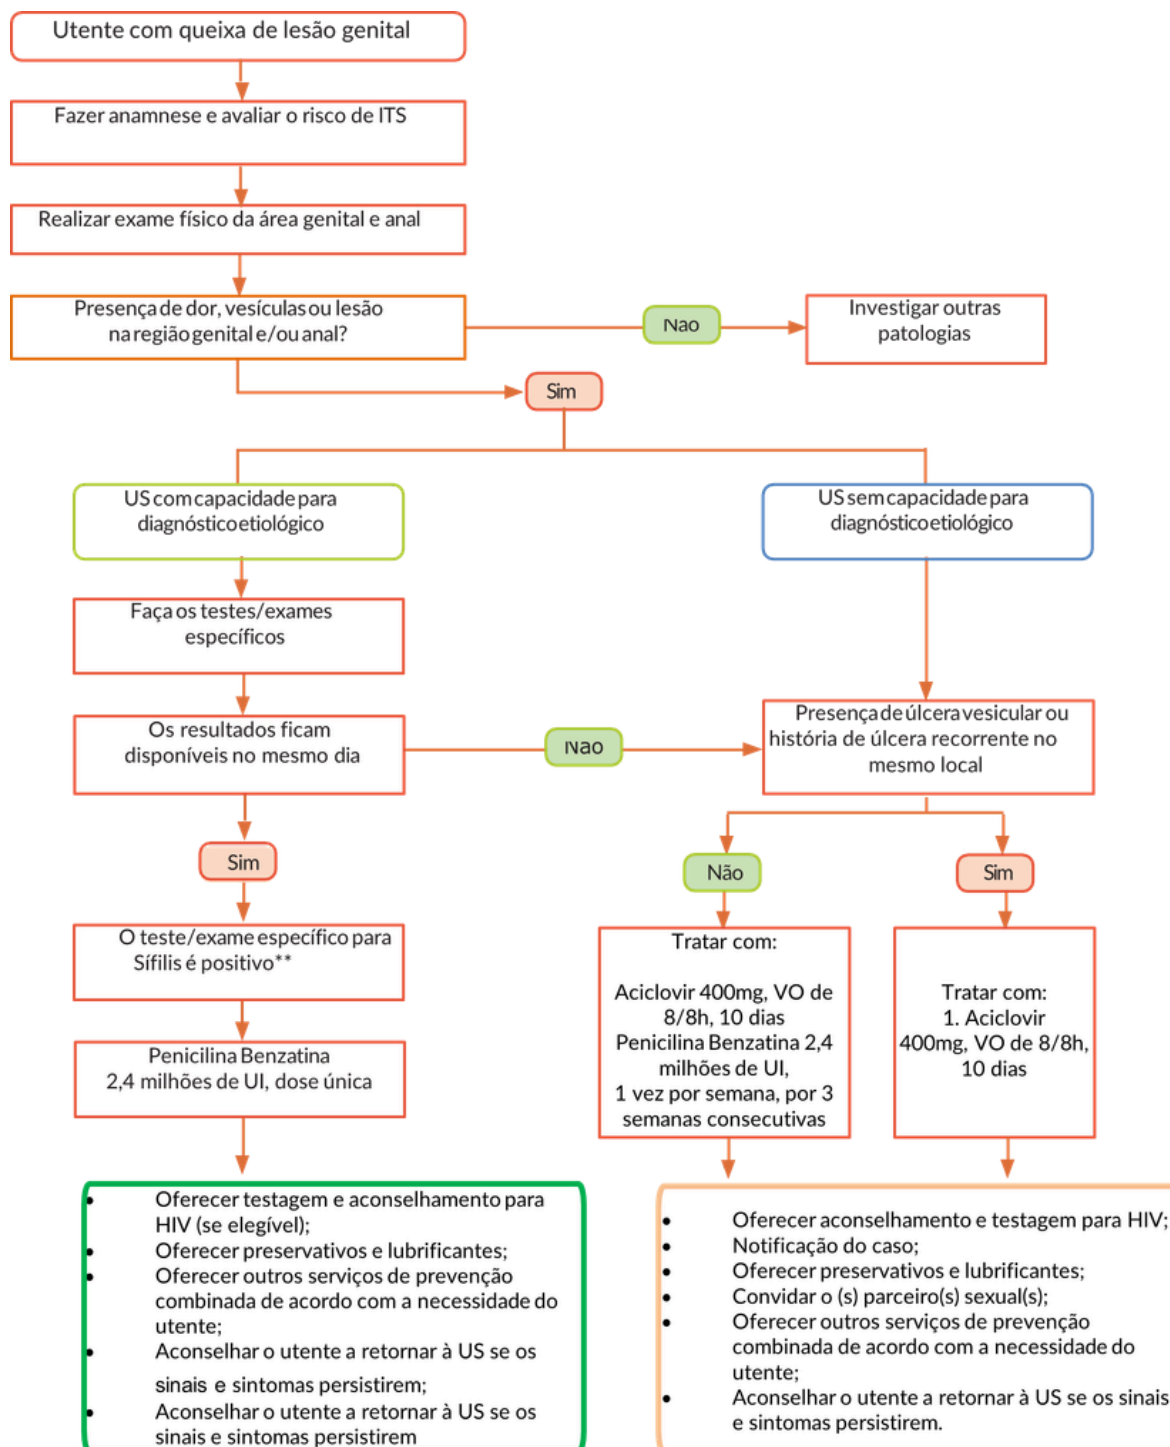 Utente com queixa de lesão genital
Fazer anamnese e avaliar o risco de ITS
Realizar exame físico da área genital e anal
Presença de dor, vesículas ou lesão
na região genital e/ou anal?
Nao
Investigar outras
patologias
Sim
US com capacidade para
diagnóstico etiológico
US sem capacidade para
diagnóstico etiológico
Faça os testes/exames
específicos
Os resultados ficam
disponíveis no mesmo dia
Nao
Presença de úlcera vesicular ou
história de úlcera recorrente no
mesmo local
Sim
Não
Sim
O teste/exame específico para
Sífilis é positivo**
Tratar com:
Aciclovir 400mg, VO de
8/8h, 10 dias
Penicilina Benzatina 2,4
milhões de UI,
1 vez por semana, por 3
semanas consecutivas
Tratar com:
1. Aciclovir
400mg, VO de 8/8h,
10 dias
Penicilina Benzatina
2,4 milhões de UI, dose única
• Oferecer testagem e aconselhamento para
HIV (se elegível);
• Oferecer preservativos e lubrificantes;
• Oferecer outros serviços de prevenção
combinada de acordo com a necessidade do
utente;
• Aconselhar o utente a retornar à US se os
sinais e sintomas persistirem;
• Aconselhar o utente a retornar à US se os
sinais e sintomas persistirem
• Oferecer aconselhamento e testagem para HIV;
• Notificação do caso;
• Oferecer preservativos e lubrificantes;
• Convidar o (s) parceiro(s) sexual(s);
• Oferecer outros serviços de prevenção
combinada de acordo com a necessidade do
utente;
• Aconselhar o utente a retornar à US se os sinais
e sintomas persistirem.